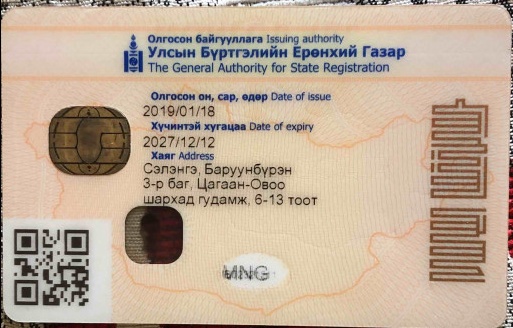 Олгосон байгууллага Issuing authority
Улсын Бүртгэлийн Ерөнхий Газар
The General Authority for State Registration
Олгосон он, сар, өдөр Date of issue
2019/01/18
Хүчинтэй хугацаа Date of expiry
2027/12/12
Хаяг Address
Сэлэнгэ, Баруунбүрэн
3-р баг, Цагаан-Овоо
шархад гудамж, 6-13 тоот
MNG